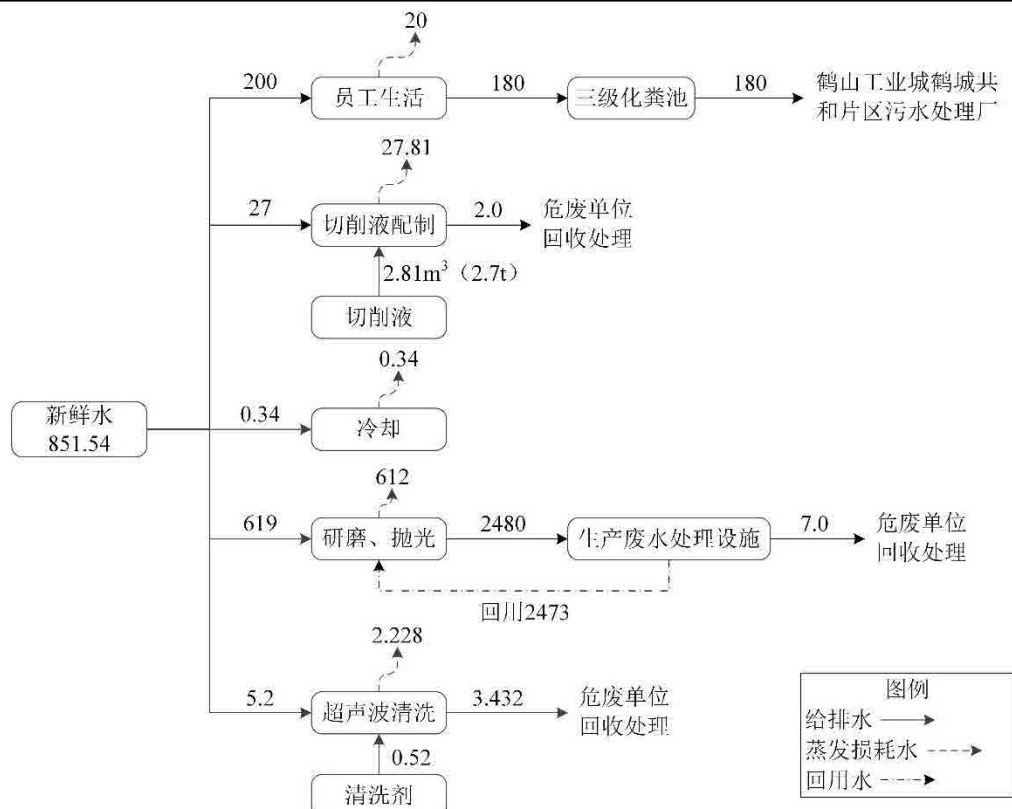 20
200
员工生活
180
三级化粪池
180
鹤山工业城鹤城共
和片区污水处理厂
27.81
27
切削液配制
2.0
危废单位
回收处理
2.81m³（2.7t）
切削液
0.34
新鲜水
851.54
0.34
冷却
612
619
研磨、抛光
2480
生产废水处理设施
7.0
危废单位
回收处理
回用2473
2.228
5.2
超声波清洗
3.432
危废单位
回收处理
0.52
清洗剂
图例
给排水
蒸发损耗水
回用水